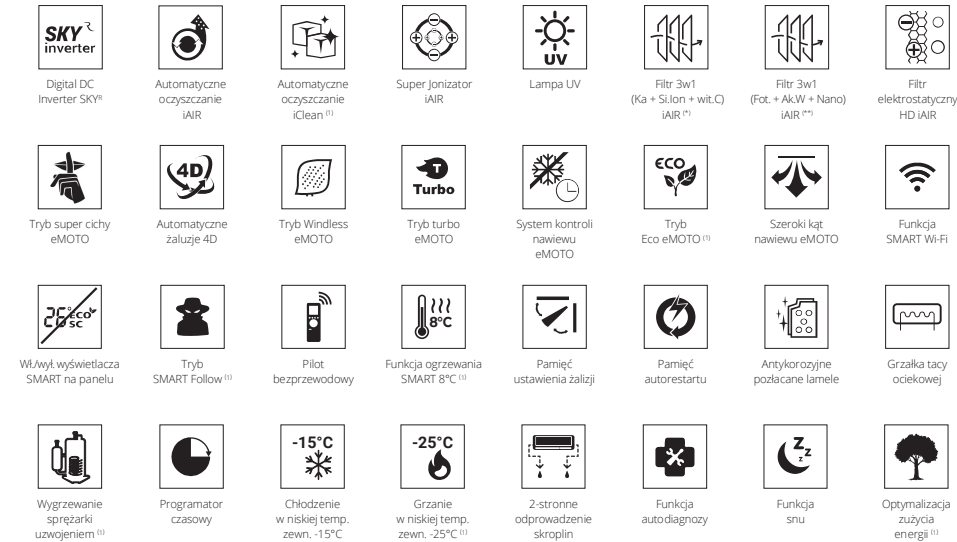 SKY R
inverter
Digital DC
Inverter SKYᴿ
Automatyczne
oczyszczanie
iAIR
Automatyczne
oczyszczanie
iClean (1)
Super Jonizator
iAIR
UV
Lampa UV
Filtr 3w1
(Ka + Si.Ion + wit.C)
iAIR (*)
Filtr 3w1
(Fot. + Ak.W + Nano)
iAIR (**)
Filtr
elektrostatyczny
HD iAIR
Tryb super cichy
eMOTO
4D
Automatyczne
żaluzje 4D
Tryb Windless
eMOTO
T
Turbo
Tryb turbo
eMOTO
System kontroli
nawiewu
eMOTO
ECO
Tryb
Eco eMOTO (1)
Szeroki kąt
nawiewu eMOTO
Funkcja
SMART Wi-Fi
26° ECO
SC
Wł./wył. wyświetlacza
SMART na panelu
Tryb
SMART Follow (1)
Pilot
bezprzewodowy
8°C
Funkcja ogrzewania
SMART 8°C (1)
Pamięć
ustawienia żalizji
Pamięć
autorestartu
Antykorozyjne
pozłacane lamele
Grzałka tacy
ociekowej
Wygrzewanie
sprężarki
uzwojeniem (1)
Programator
czasowy
-15°C
Chłodzenie
w niskiej temp.
zewn. -15°C
-25°C
Grzanie
w niskiej temp.
zewn. -25°C (1)
2-stronne
odprowadzenie
skroplin
Funkcja
autodiagnozy
Z Z
z z
Funkcja
snu
Optymalizacja
zużycia
energii (1)